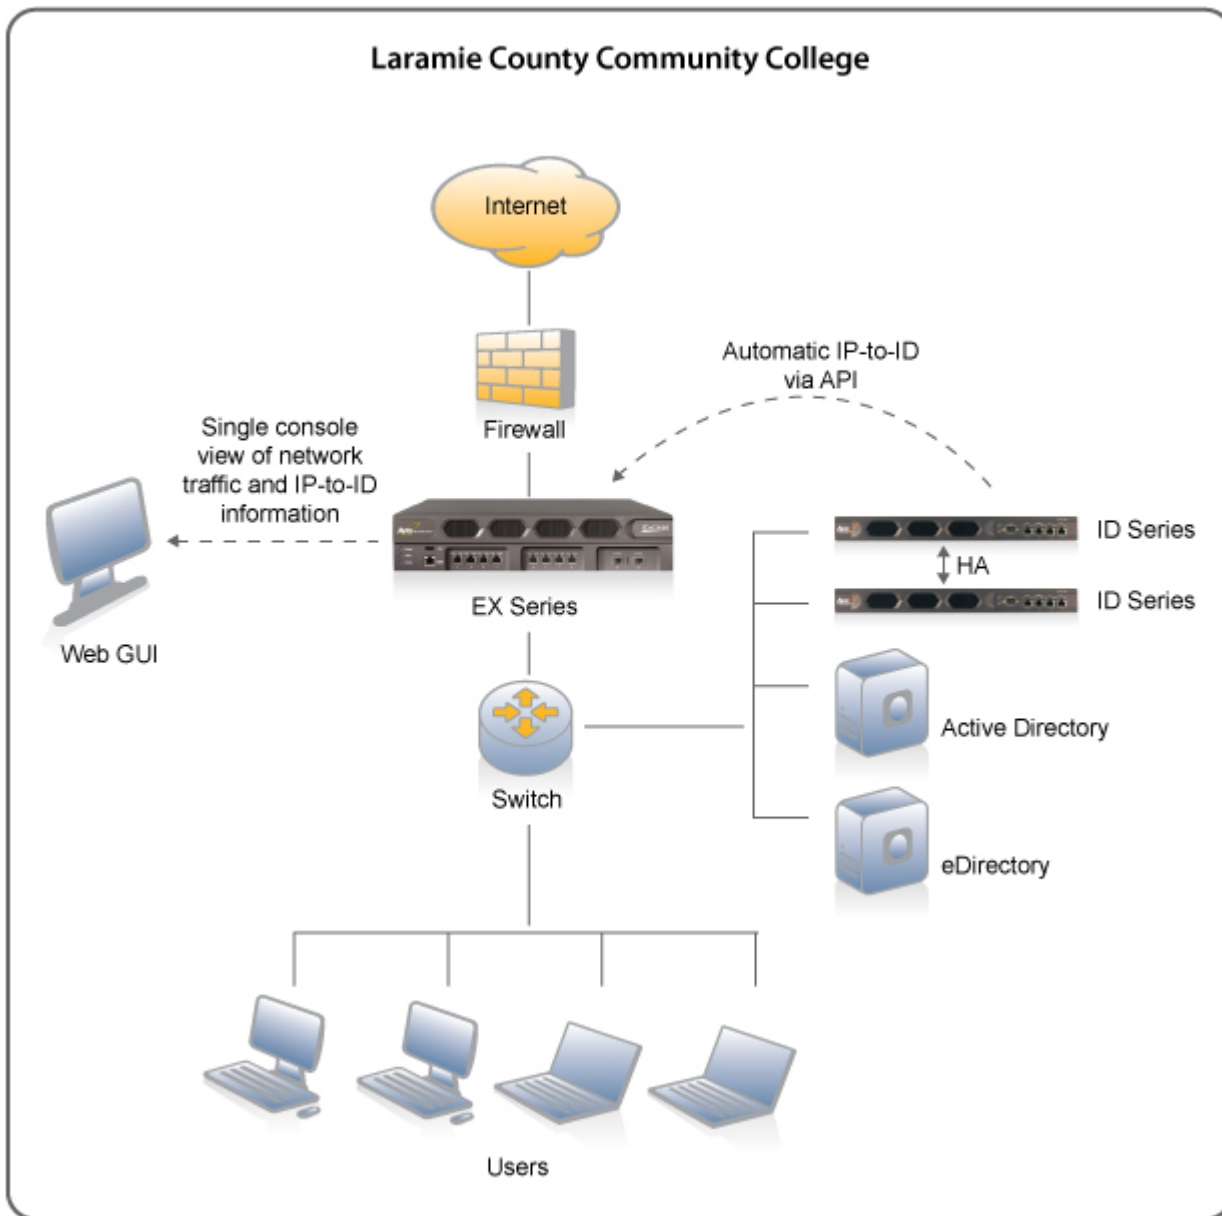 Laramie County Community College
Internet
Automatic IP-to-ID
via API
Firewall
Single console
view of network
traffic and IP-to-ID
information
EX Series
Web GUI
ID Series
HA
ID Series
Active Directory
Switch
eDirectory
Users